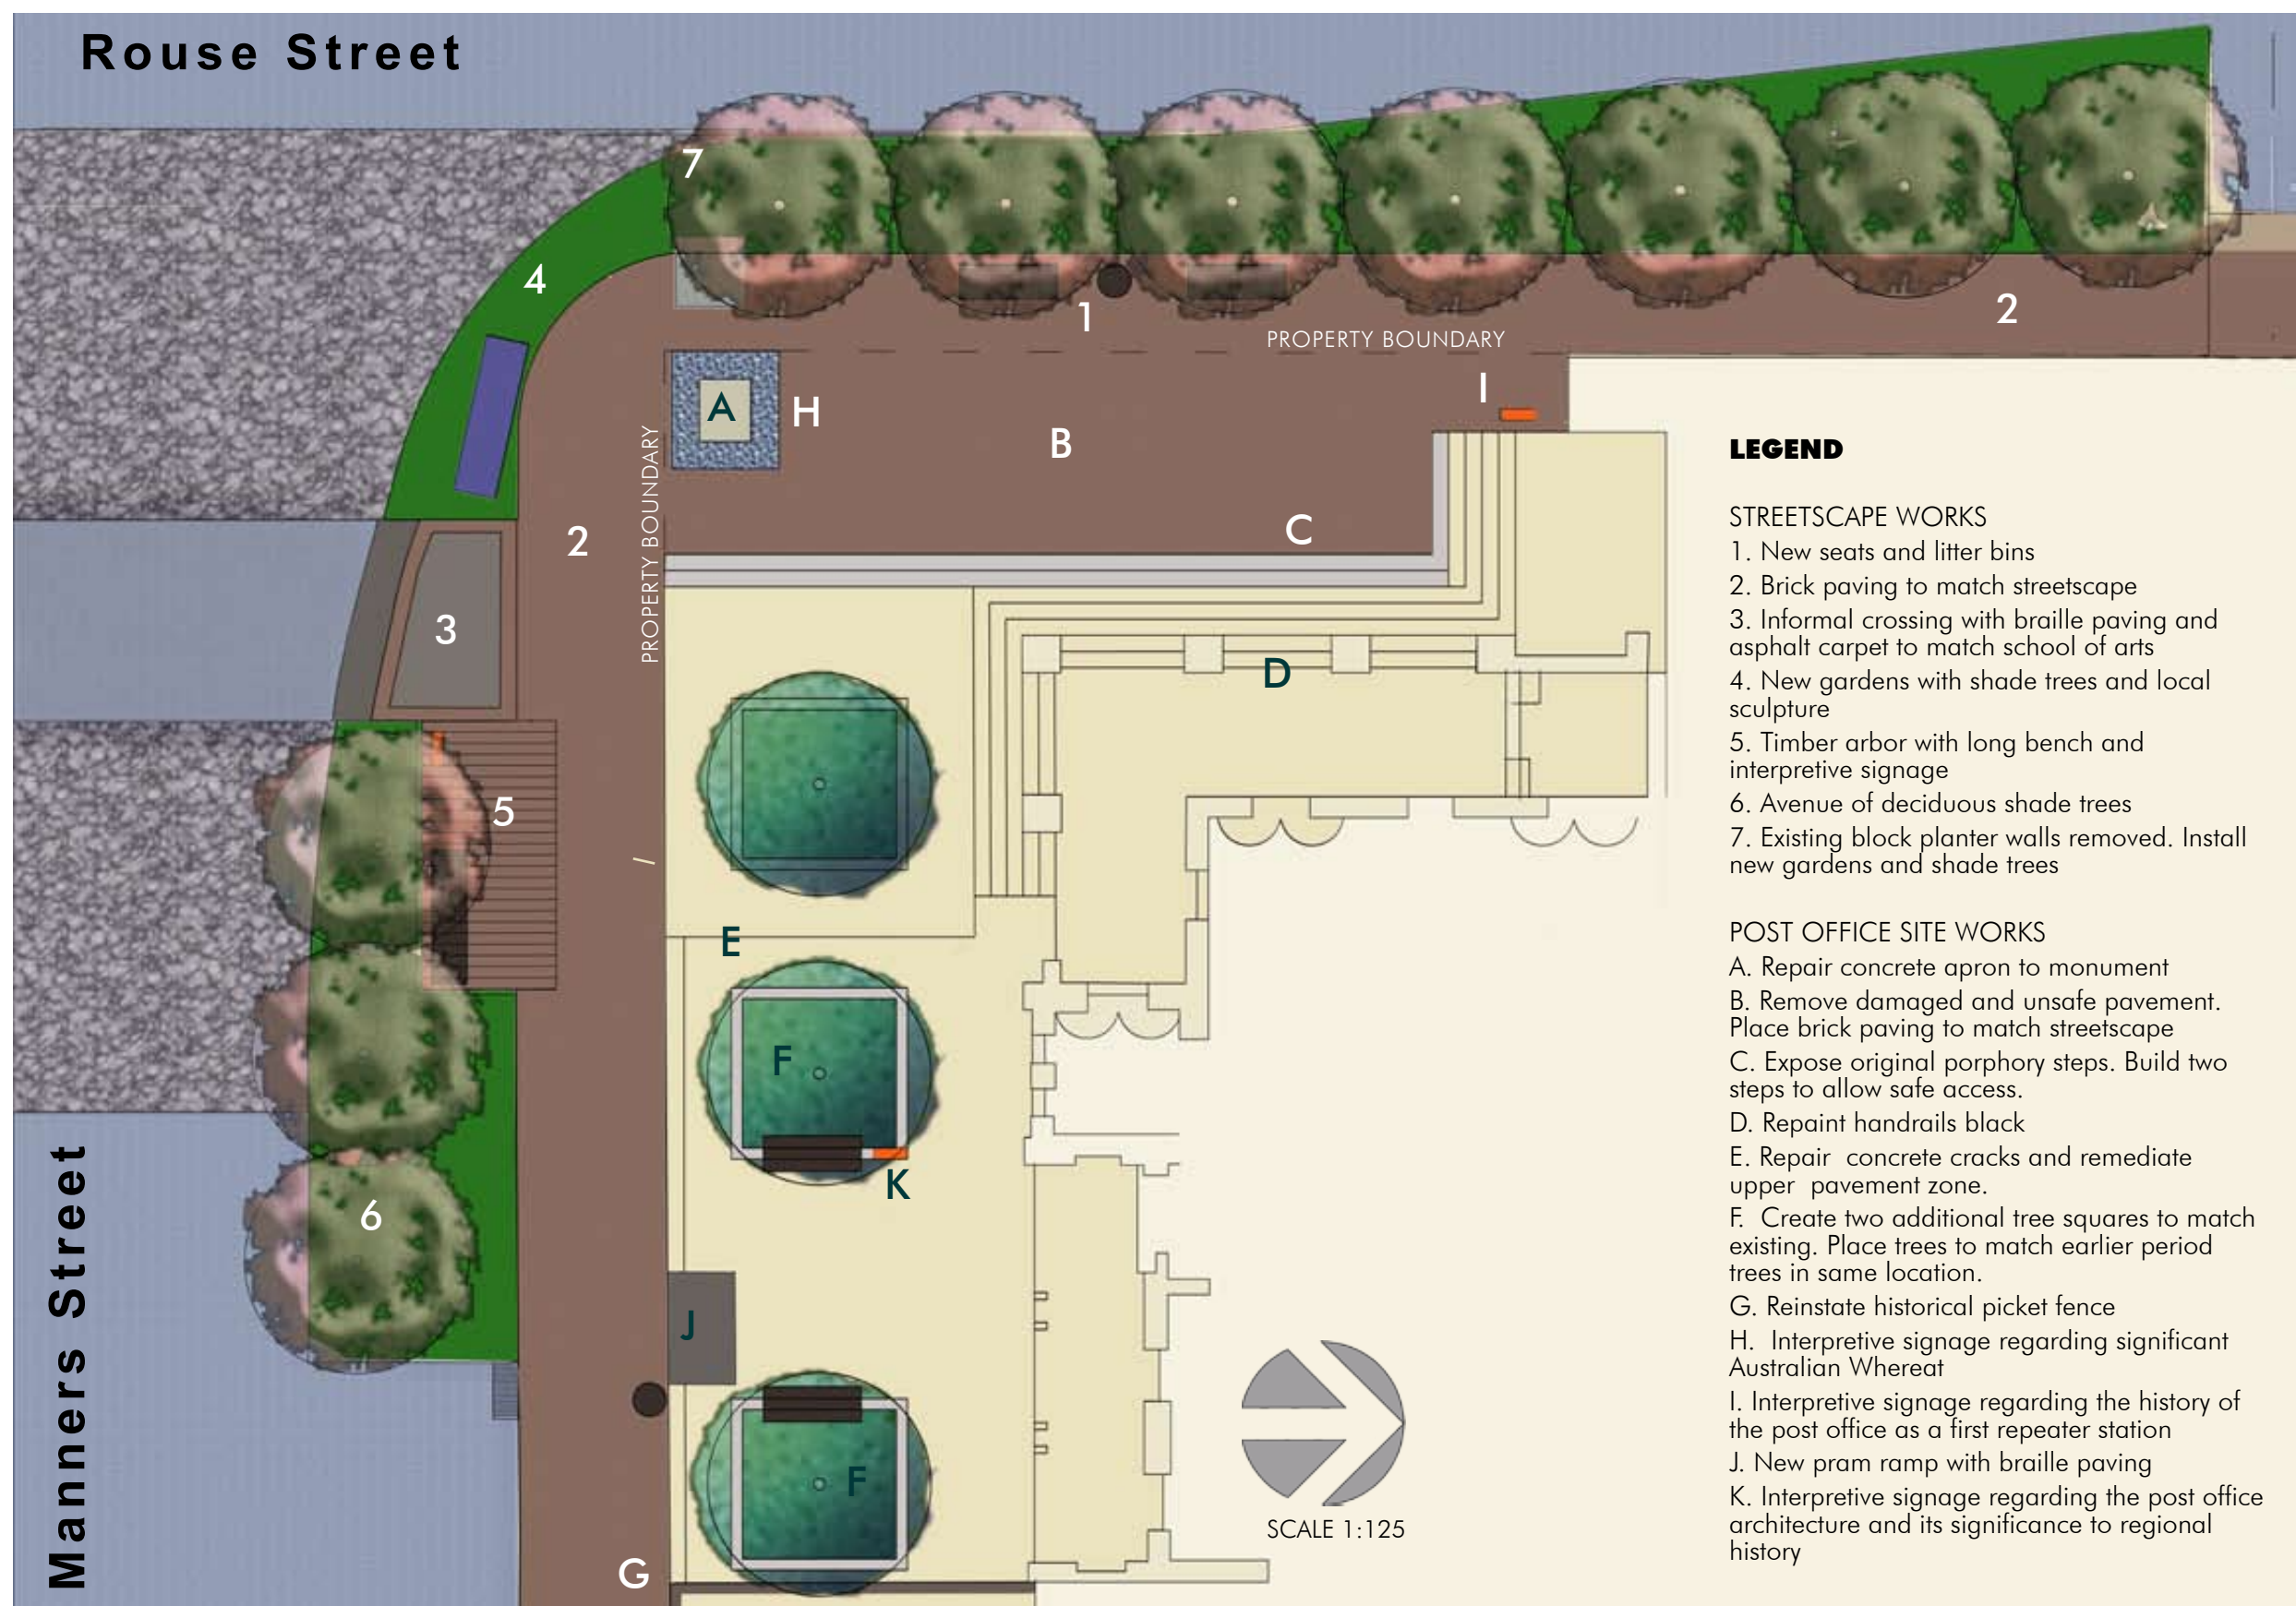 Rouse Street
7
4
1
2
PROPERTY BOUNDARY
I
A
H
B
PROPERTY BOUNDARY
2
C
3
D
5
E
F
K
6
J
F
G
Manners Street
SCALE 1:125
LEGEND
STREETSCAPE WORKS
1. New seats and litter bins
2. Brick paving to match streetscape
3. Informal crossing with braille paving and
asphalt carpet to match school of arts
4. New gardens with shade trees and local
sculpture
5. Timber arbor with long bench and
interpretive signage
6. Avenue of deciduous shade trees
7. Existing block planter walls removed. Install
new gardens and shade trees
POST OFFICE SITE WORKS
A. Repair concrete apron to monument
B. Remove damaged and unsafe pavement.
Place brick paving to match streetscape
C. Expose original porphory steps. Build two
steps to allow safe access.
D. Repaint handrails black
E. Repair  concrete cracks and remediate
upper  pavement zone.
F.  Create two additional tree squares to match
existing. Place trees to match earlier period
trees in same location.
G. Reinstate historical picket fence
H.  Interpretive signage regarding significant
Australian Whereat
I. Interpretive signage regarding the history of
the post office as a first repeater station
J. New pram ramp with braille paving
K. Interpretive signage regarding the post office
architecture and its significance to regional
history